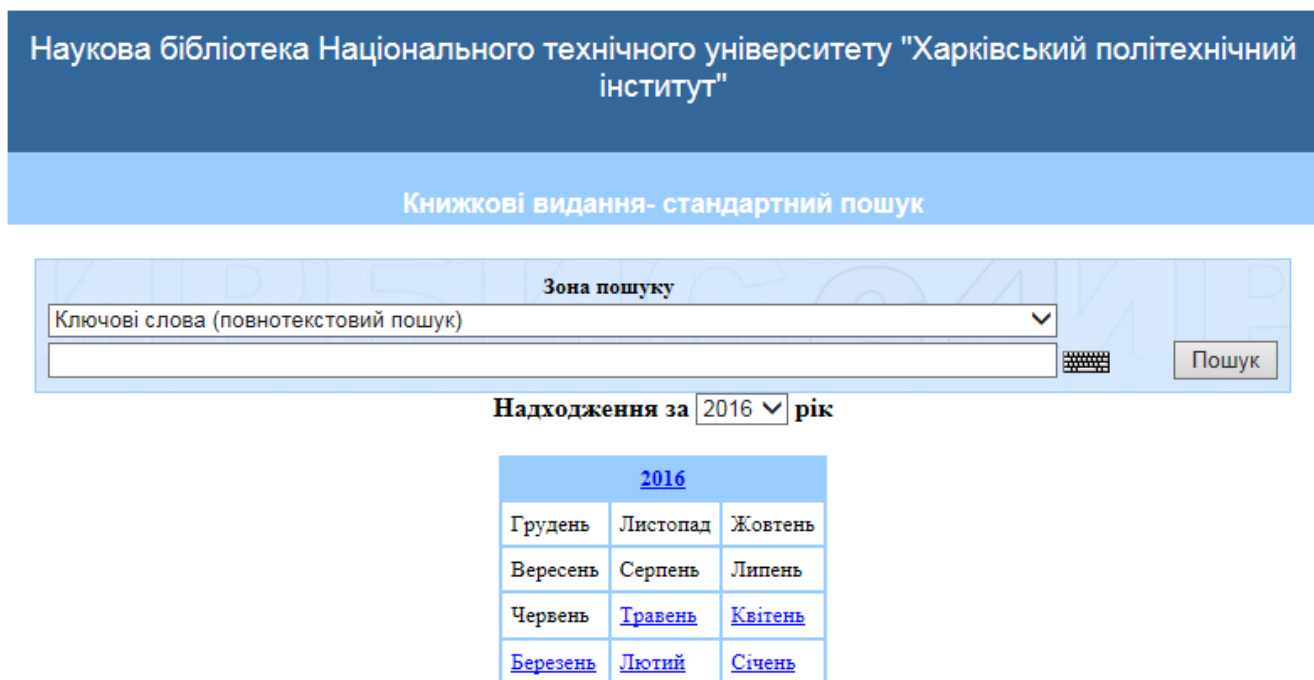 Наукова бібліотека Національного технічного університету "Харківський політехнічний
інститут"
Книжкові видання- стандартний пошук
Зона пошуку
Ключові слова (повнотекстовий пошук)
Пошук
Надходження за 2016 рік
2016
Грудень Листопад Жовтень
Вересень Серпень Липень
Червень Травень Квітень
Березень Лютий Січень